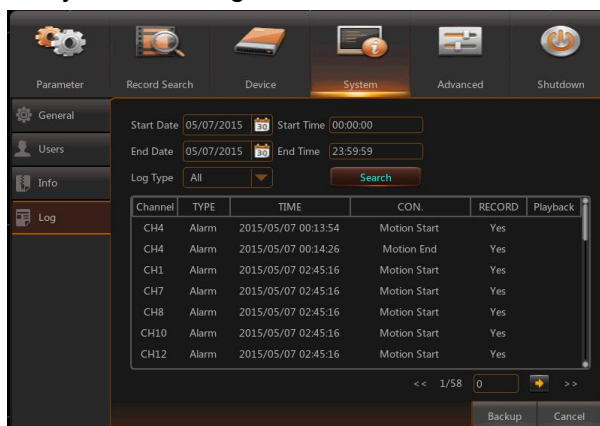 Parameter Record Search Device System Advanced Shutdown
General
Users
Info
Log
Start Date 05/07/2015 30 Start Time 00:00:00
End Date 05/07/2015 30 End Time 23:59:59
Log Type All Search
Channel TYPE TIME CON. RECORD Playback
CH4 Alarm 2015/05/07 00:13:54 Motion Start Yes
CH4 Alarm 2015/05/07 00:14:26 Motion End Yes
CH1 Alarm 2015/05/07 02:45:16 Motion Start Yes
CH7 Alarm 2015/05/07 02:45:16 Motion Start Yes
CH8 Alarm 2015/05/07 02:45:16 Motion Start Yes
CH10 Alarm 2015/05/07 02:45:16 Motion Start Yes
CH12 Alarm 2015/05/07 02:45:16 Motion Start Yes
<< 1/58 0 >>
Backup Cancel